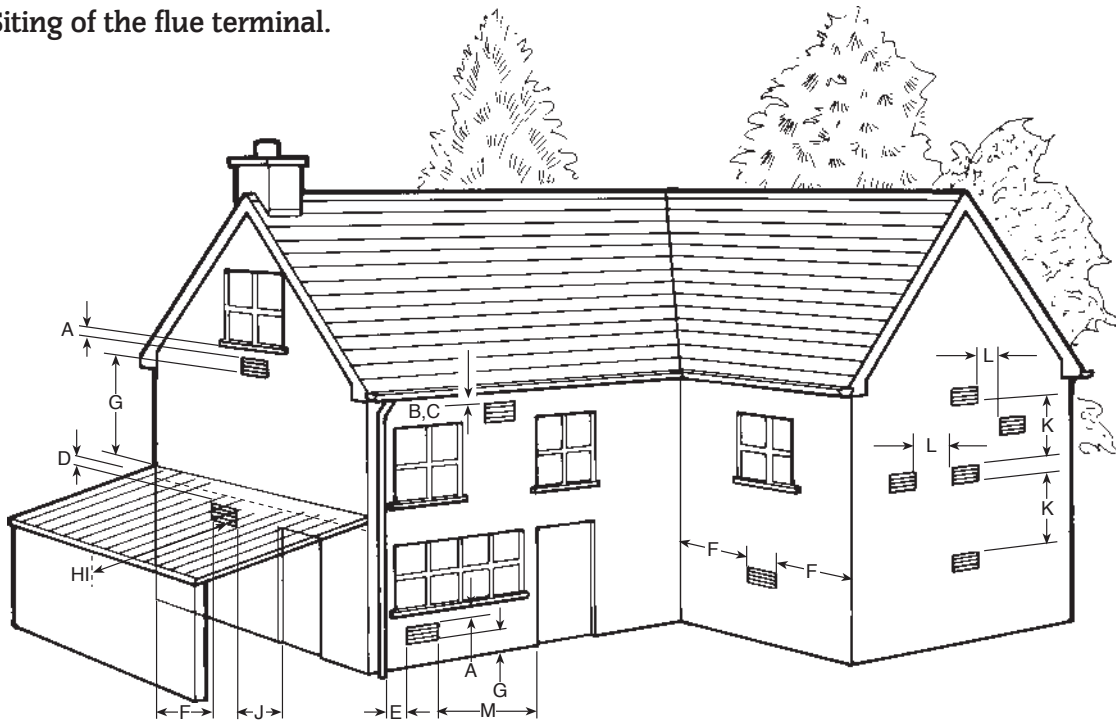 Siting of the flue terminal.
A
G
D
HI
F
J
B,C
E
A
G
M
F
F
L
K
L
K